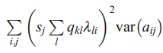 ∑_{i,j} ( s_j ∑_l q_{kl} λ_{li} )^2 var(a_{ij})